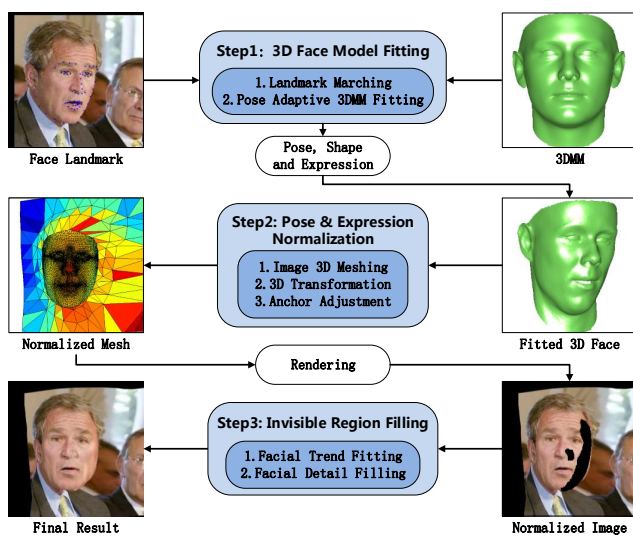 Step1: 3D Face Model Fitting
1.Landmark Marching
2.Pose Adaptive 3DMM Fitting
Face Landmark
3DMM
Pose, Shape
and Expression
Step2: Pose & Expression
Normalization
1.Image 3D Meshing
2.3D Transformation
3.Anchor Adjustment
Normalized Mesh
Fitted 3D Face
Rendering
Step3: Invisible Region Filling
1.Facial Trend Fitting
2.Facial Detail Filling
Final Result
Normalized Image